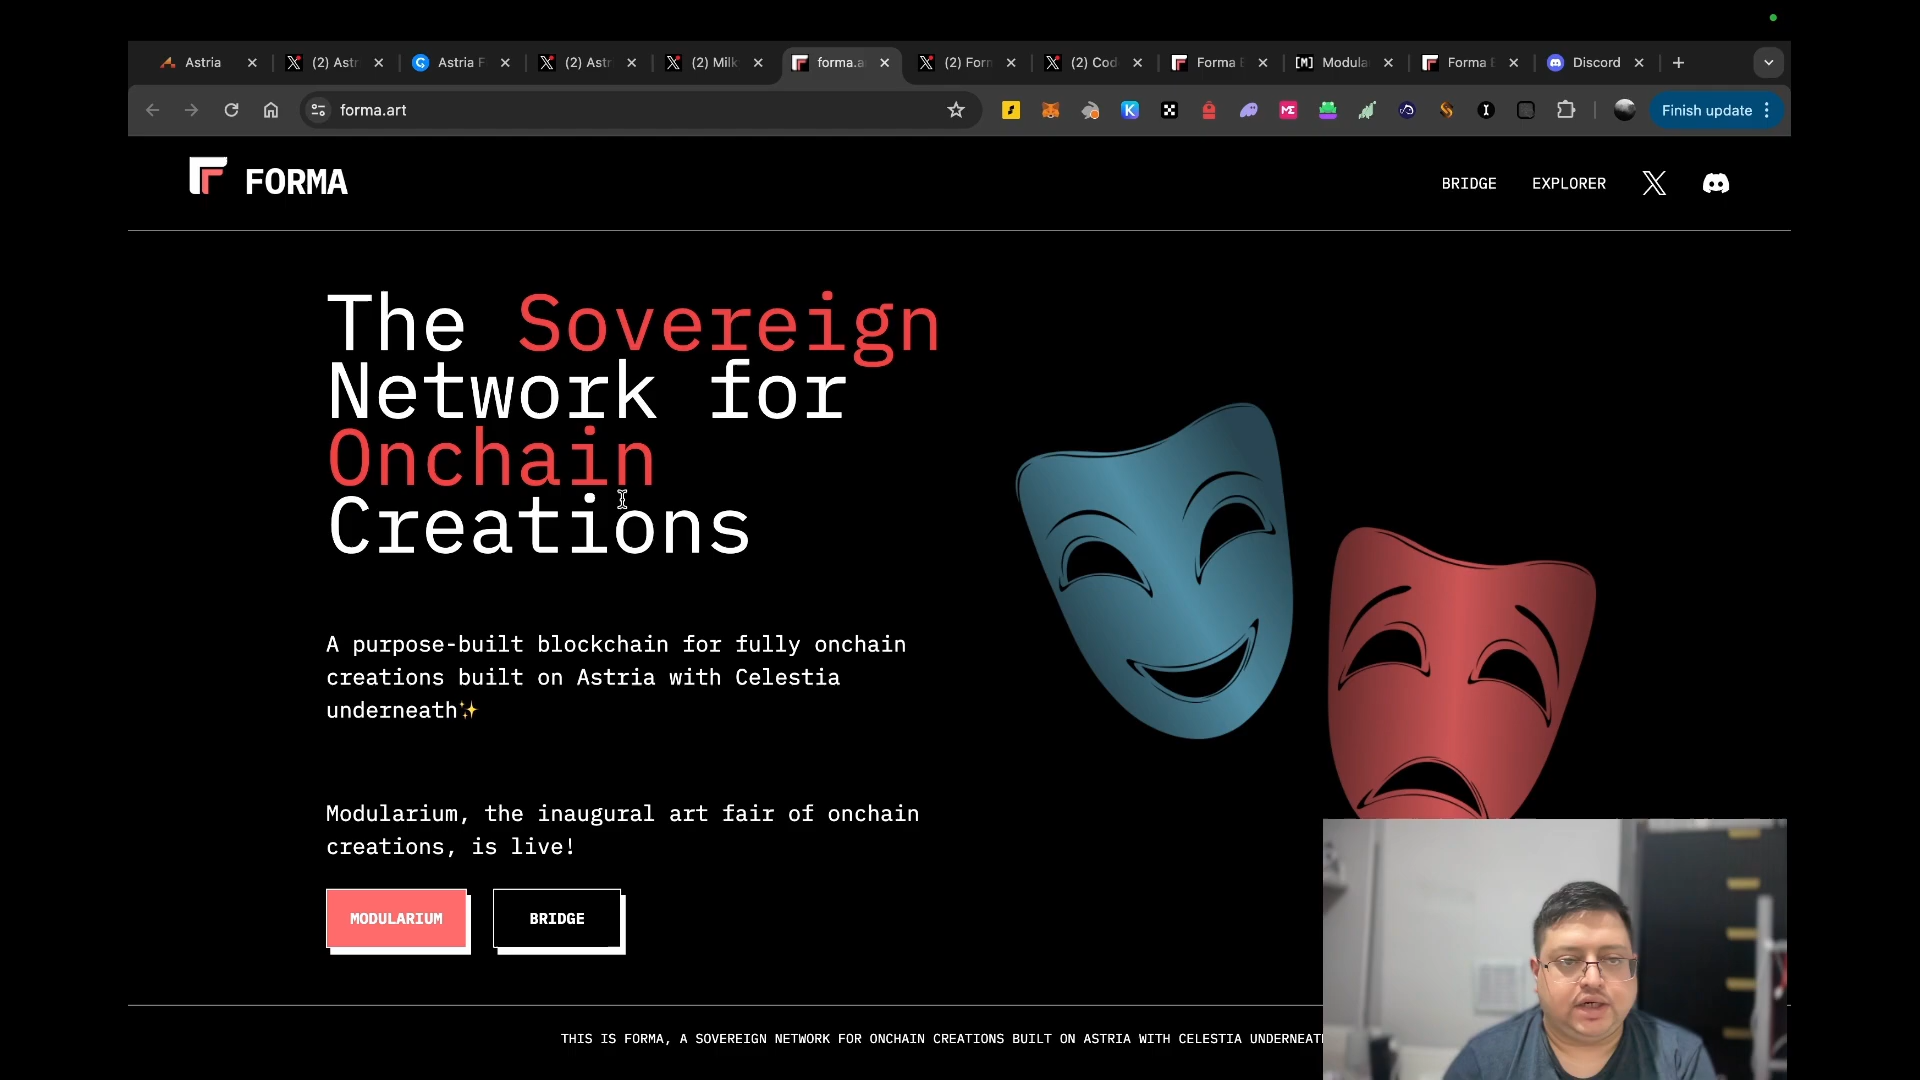 Astria
(2) Astr
Astria F
(2) Astr
(2) Milk
forma.a
(2) Form
(2) Cod
Forma E
[M] Modula
Forma E
Discord
forma.art
Finish update
FORMA
BRIDGE
EXPLORER
The Sovereign
Network for
Onchain
Creations
A purpose-built blockchain for fully onchain
creations built on Astria with Celestia
underneath✨
Modularium, the inaugural art fair of onchain
creations, is live!
MODULARIUM
BRIDGE
THIS IS FORMA, A SOVEREIGN NETWORK FOR ONCHAIN CREATIONS BUILT ON ASTRIA WITH CELESTIA UNDERNEAT